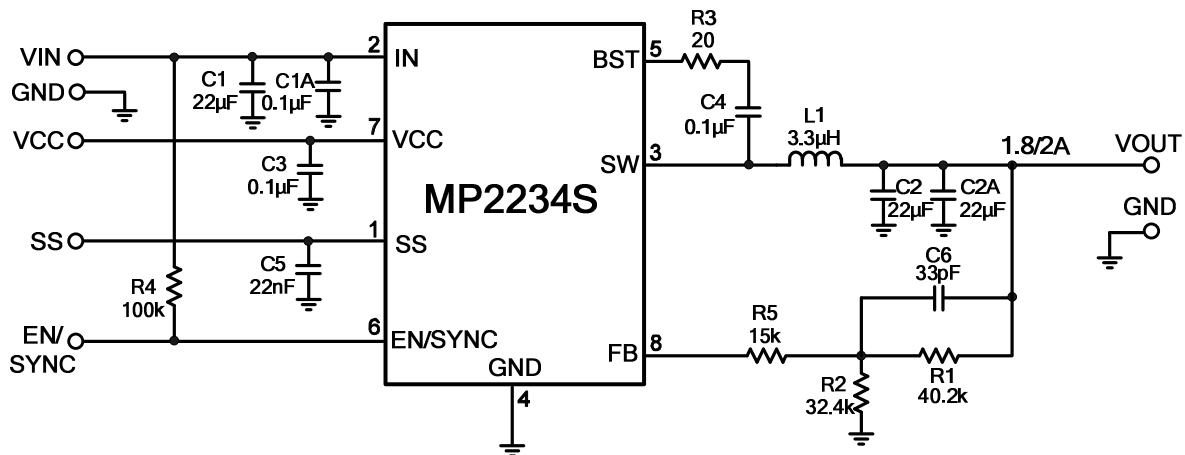 VIN
GND
VCC
SS
EN/
SYNC
R4
100k
C1
22µF
C1A
0.1µF
C3
0.1µF
C5
22nF
2
IN
7
VCC
1
SS
6
EN/SYNC
MP2234S
GND
4
BST
5
SW
3
FB
8
R3
20
C4
0.1µF
L1
3.3µH
1.8/2A
VOUT
GND
C2
22µF
C2A
22µF
C6
33pF
R5
15k
R2
32.4k
R1
40.2k